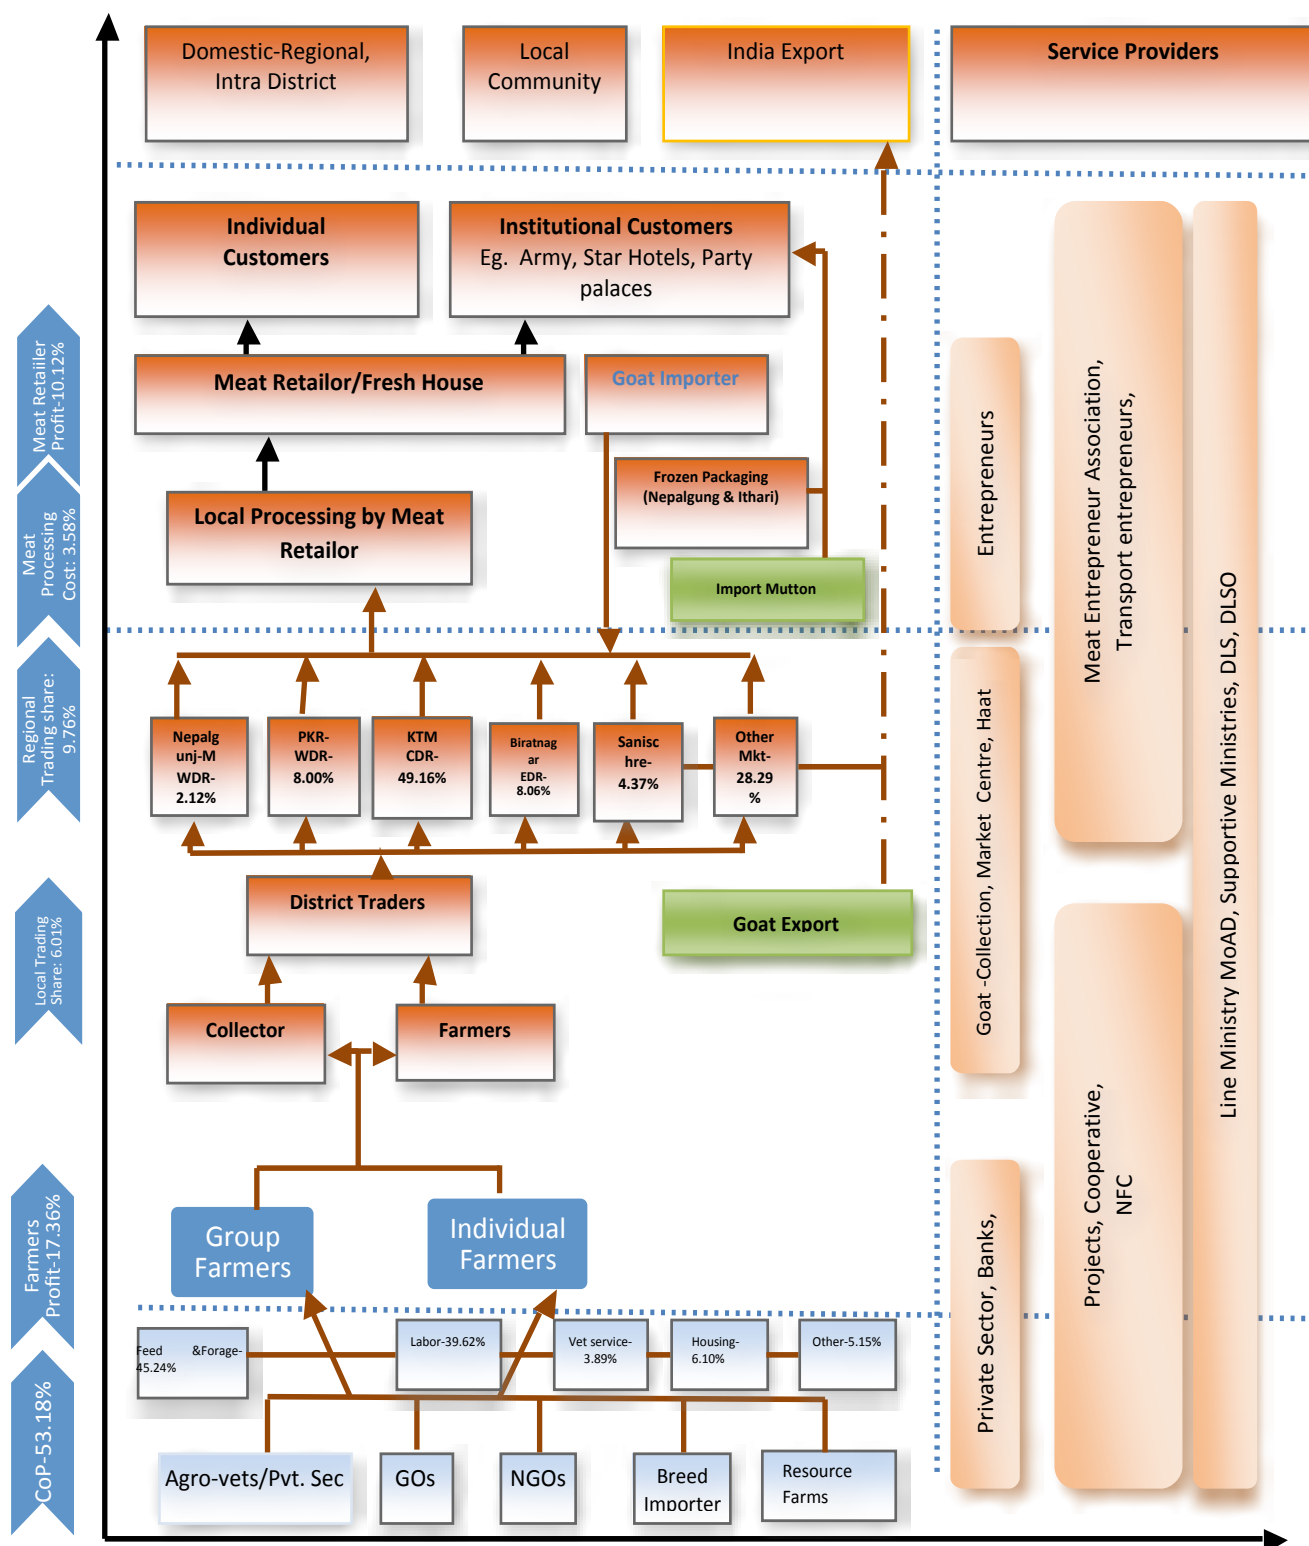 Domestic-Regional,
Intra District
Local
Community
India Export
Service Providers
Individual
Customers
Institutional Customers
Eg. Army, Star Hotels, Party
palaces
Meat Retailor/Fresh House
Goat Importer
Frozen Packaging
(Nepalgung & Ithari)
Local Processing by Meat
Retailor
Import Mutton
Nepalg
unj-M
WDR-
2.12%
PKR-
WDR-
8.00%
KTM
CDR-
49.16%
Biratnag
ar
EDR-
8.06%
Sanisc
hre-
4.37%
Other
Mkt-
28.29
%
District Traders
Goat Export
Collector
Farmers
Group
Farmers
Individual
Farmers
Feed &Forage-
45.24%
Labor-39.62%
Vet service-
3.89%
Housing-
6.10%
Other-5.15%
Agro-vets/Pvt. Sec
GOs
NGOs
Breed
Importer
Resource
Farms
Meat Retailer
Profit-10.12%
Meat
Processing
Cost: 3.58%
Regional
Trading share:
9.76%
Local Trading
Share: 6.01%
Farmers
Profit-17.36%
CoP-53.18%
Entrepreneurs
Goat -Collection, Market Centre, Haat
Private Sector, Banks,
Meat Entrepreneur Association,
Transport entrepreneurs,
Projects, Cooperative,
NFC
Line Ministry MoAD, Supportive Ministries, DLS, DLSO